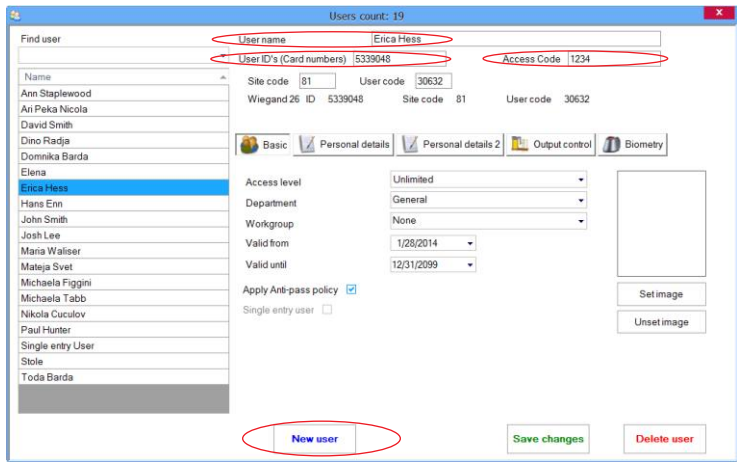 Users count: 19
x
Find user
User name Erica Hess
User ID's (Card numbers) 5339048 Access Code 1234
Site code 81 User code 30632
Wiegand 26 ID 5339048 Site code 81 User code 30632
Name
Ann Staplewood
Ari Peka Nicola
David Smith
Dino Radja
Domnika Barda
Elena
Erica Hess
Hans Enn
John Smith
Josh Lee
Maria Waliser
Mateja Svet
Michaela Figgini
Michaela Tabb
Nikola Cuculov
Paul Hunter
Single entry User
Stole
Toda Barda
Basic Personal details Personal details 2 Output control Biometry
Access level Unlimited
Department General
Workgroup None
Valid from 1/28/2014
Valid until 12/31/2099
Apply Anti-pass policy
Single entry user
Set image
Unset image
New user Save changes Delete user